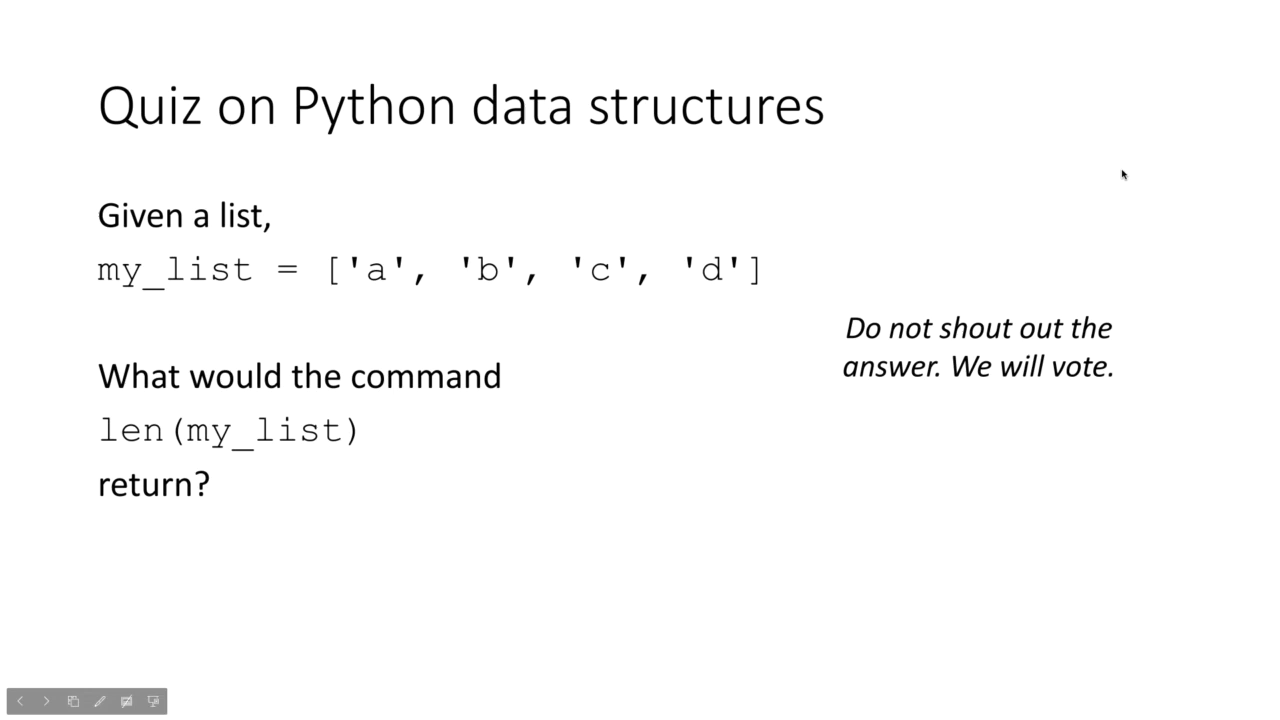 Quiz on Python data structures
Given a list,
my_list = ['a', 'b', 'c', 'd']
Do not shout out the
answer. We will vote.
What would the command
len(my_list)
return?